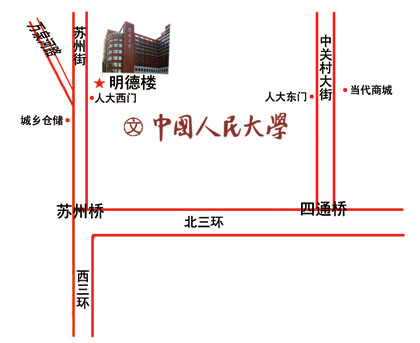 万泉河路
苏州街
明德楼
人大西门
城乡仓储
中国人民大學
中关村大街
人大东门
当代商城
苏州桥
四通桥
北三环
西三环